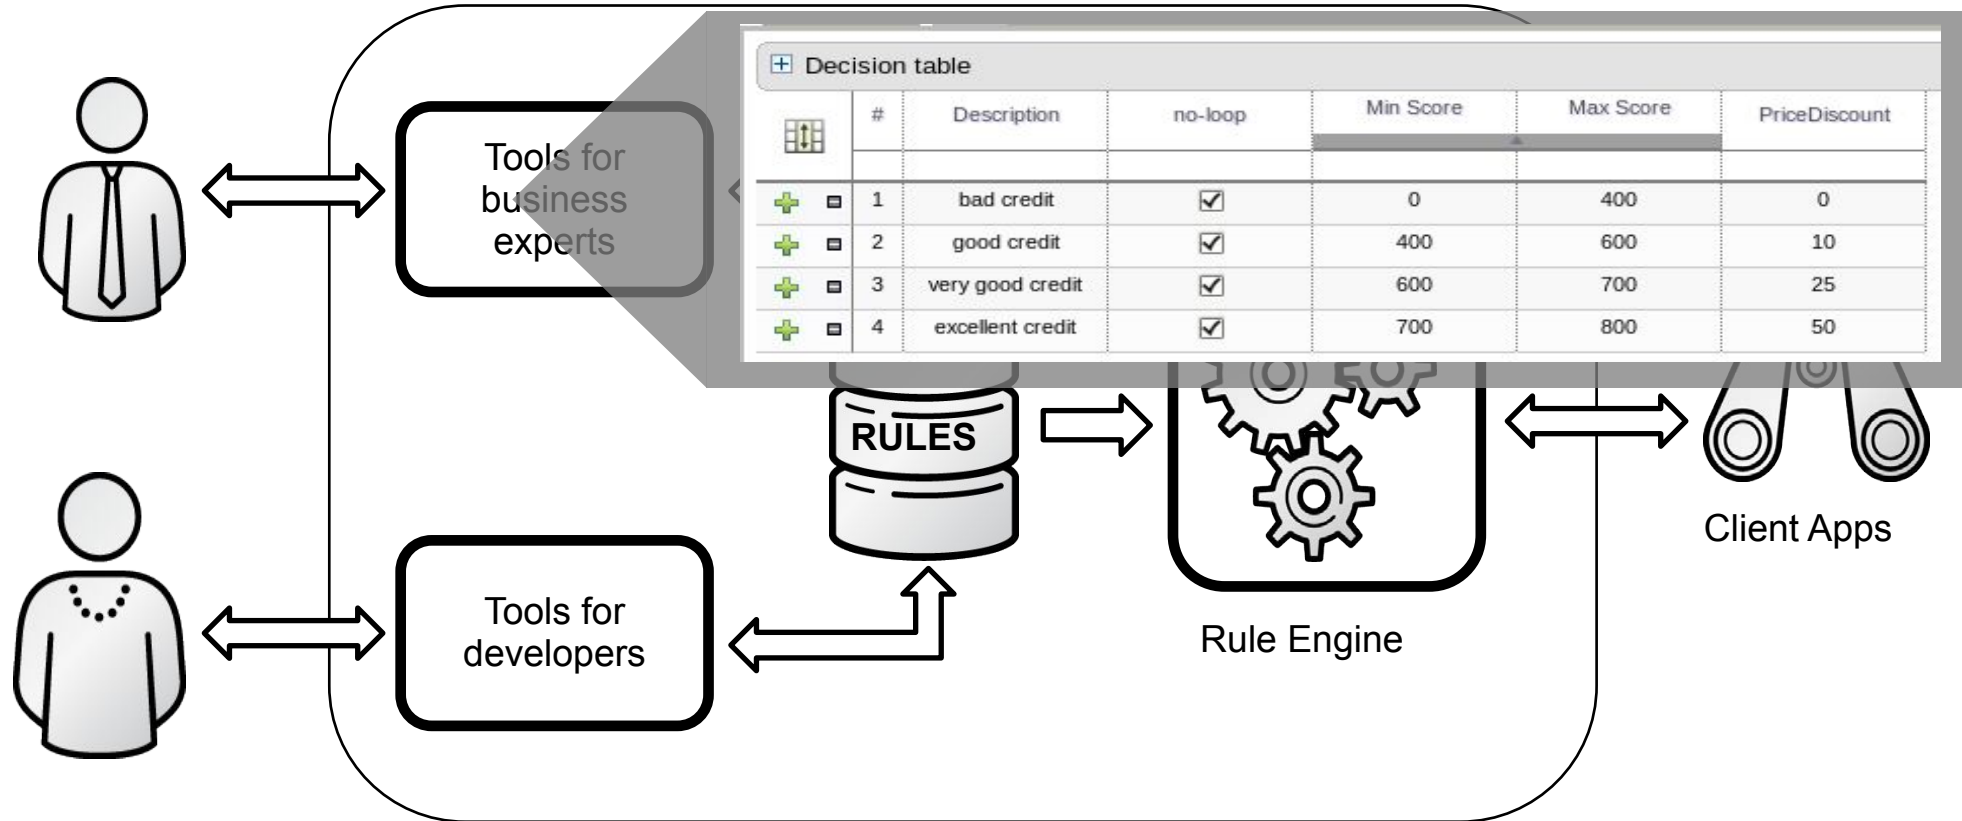 Decision table
# Description no-loop Min Score Max Score PriceDiscount
1 bad credit 0 400 0
2 good credit 400 600 10
3 very good credit 600 700 25
4 excellent credit 700 800 50
Tools for
business
experts
RULES
Client Apps
Tools for
developers
Rule Engine